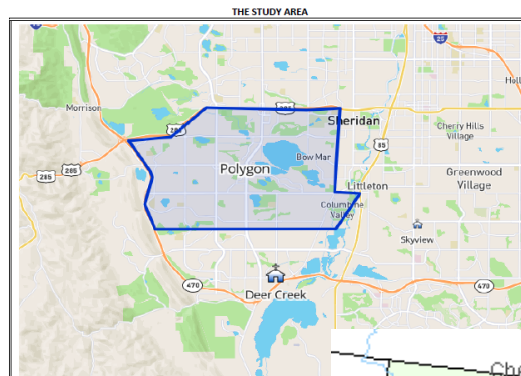 THE STUDY AREA
25
Morrison
285
285
Sheridan
Cherry Hills
Village
85
Bow Mar
Polygon
285
285
Greenwood
Village
Littleton
Columbine
Valley
Skyview
470
470
Deer Creek